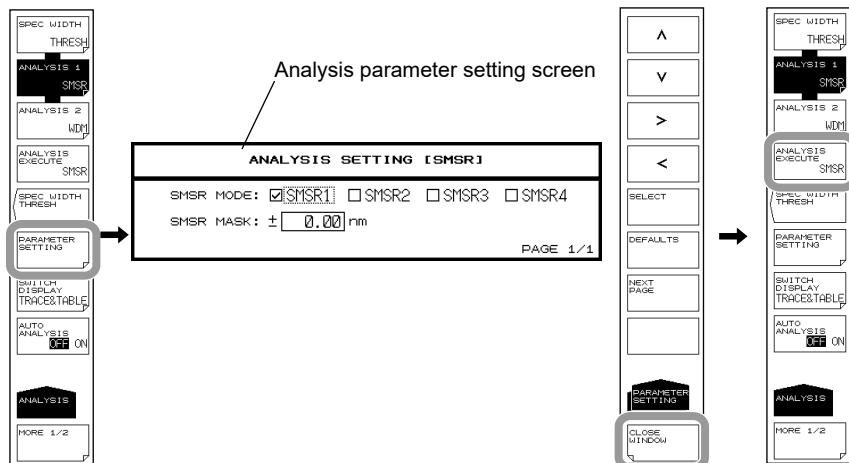 SPEC WIDTH
THRESH
ANALYSIS 1
SMSR
ANALYSIS 2
WDM
ANALYSIS
EXECUTE
SMSR
SPEC WIDTH
THRESH
PARAMETER
SETTING
SWITCH
DISPLAY
TRACE&TABLE
AUTO
ANALYSIS
OFF ON
ANALYSIS
MORE 1/2
Analysis parameter setting screen
ANALYSIS SETTING [SMSR]
SMSR MODE: SMSR1 SMSR2 SMSR3 SMSR4
SMSR MASK: ± 0.00 nm
PAGE 1/1
∧
∨
>
<
SELECT
DEFAULTS
NEXT
PAGE
PARAMETER
SETTING
CLOSE
WINDOW
SPEC WIDTH
THRESH
ANALYSIS 1
SMSR
ANALYSIS 2
WDM
ANALYSIS
EXECUTE
SMSR
SPEC WIDTH
THRESH
PARAMETER
SETTING
SWITCH
DISPLAY
TRACE&TABLE
AUTO
ANALYSIS
OFF ON
ANALYSIS
MORE 1/2